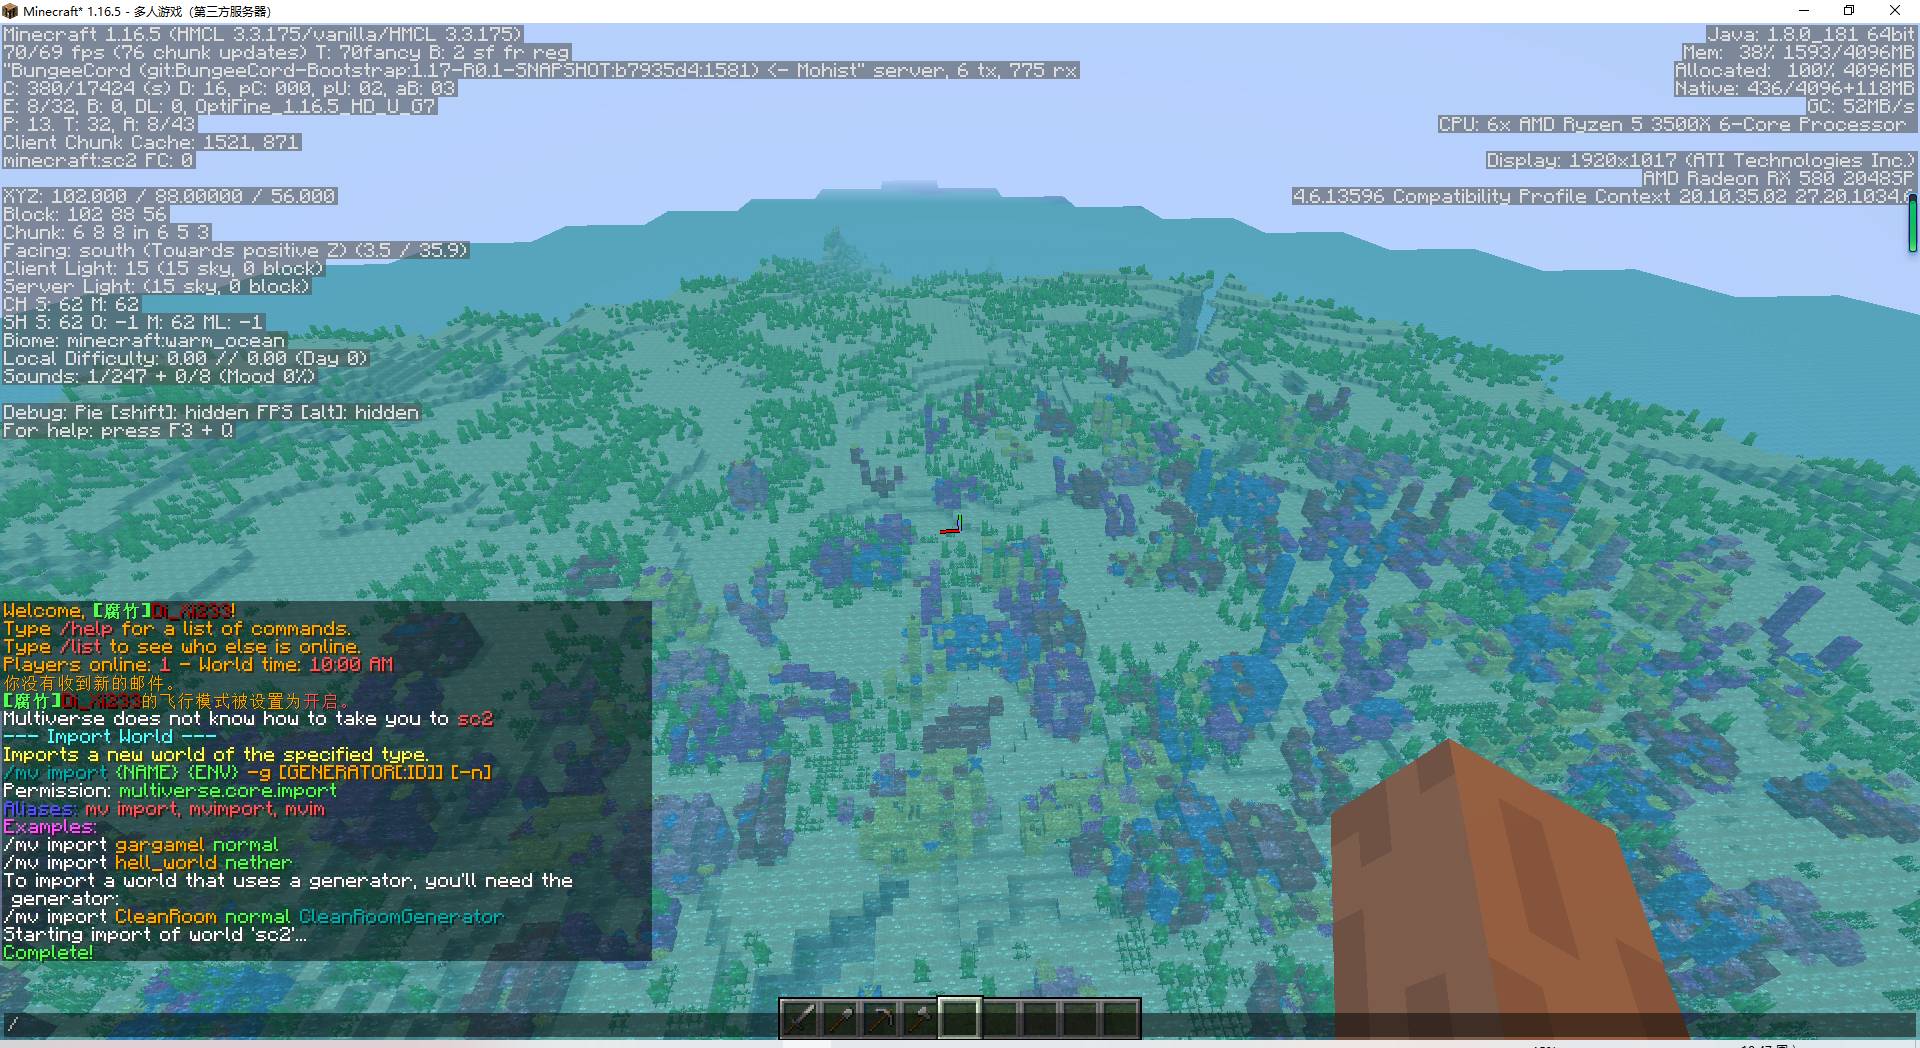 Minecraft* 1.16.5 - 多人游戏（第三方服务器）
Minecraft 1.16.5 (HMCL 3.3.175/vanilla/HMCL 3.3.175)
70/69 fps (76 chunk updates) T: 70fancy B: 2 sf fr reg
"BungeeCord (git:BungeeCord-Bootstrap:1.17-R0.1-SNAPSHOT:b7935d4:1581) <- Mohist" server, 6 tx, 775 rx
C: 380/17424 (s) D: 16, pC: 000, pU: 02, aB: 03
E: 8/32, B: 0, DL: 0, OptiFine_1.16.5_HD_U_G7
P: 13. T: 32, A: 8/43
Client Chunk Cache: 1521, 871
minecraft:sc2 FC: 0
XYZ: 102.000 / 88.00000 / 56.000
Block: 102 88 56
Chunk: 6 8 8 in 6 5 3
Facing: south (Towards positive Z) (3.5 / 35.9)
Client Light: 15 (15 sky, 0 block)
Server Light: (15 sky, 0 block)
CH S: 62 M: 62
SH S: 62 O: -1 M: 62 ML: -1
Biome: minecraft:warm_ocean
Local Difficulty: 0.00 // 0.00 (Day 0)
Sounds: 1/247 + 0/8 (Mood 0%)
Debug: Pie [shift]: hidden FPS [alt]: hidden
For help: press F3 + Q
Java: 1.8.0_181 64bit
Mem: 38% 1593/4096MB
Allocated: 100% 4096MB
Native: 436/4096+118MB
GC: 52MB/s
CPU: 6x AMD Ryzen 5 3500X 6-Core Processor
Display: 1920x1017 (ATI Technologies Inc.)
AMD Radeon RX 580 2048SP
4.6.13596 Compatibility Profile Context 20.10.35.02 27.20.1034.6
Welcome, [腐竹]Di_Xi233!
Type /help for a list of commands.
Type /list to see who else is online.
Players online: 1 - World time: 10:00 AM
你没有收到新的邮件。
[腐竹]Di_Xi233的飞行模式被设置为开启。
Multiverse does not know how to take you to sc2
--- Import World ---
Imports a new world of the specified type.
/mv import {NAME} {ENV} -g [GENERATOR[:ID]] [-n]
Permission: multiverse.core.import
Aliases: mv import, mvimport, mvim
Examples:
/mv import gargamel normal
/mv import hell_world nether
To import a world that uses a generator, you'll need the
generator:
/mv import CleanRoom normal CleanRoomGenerator
Starting import of world 'sc2'...
Complete!
/